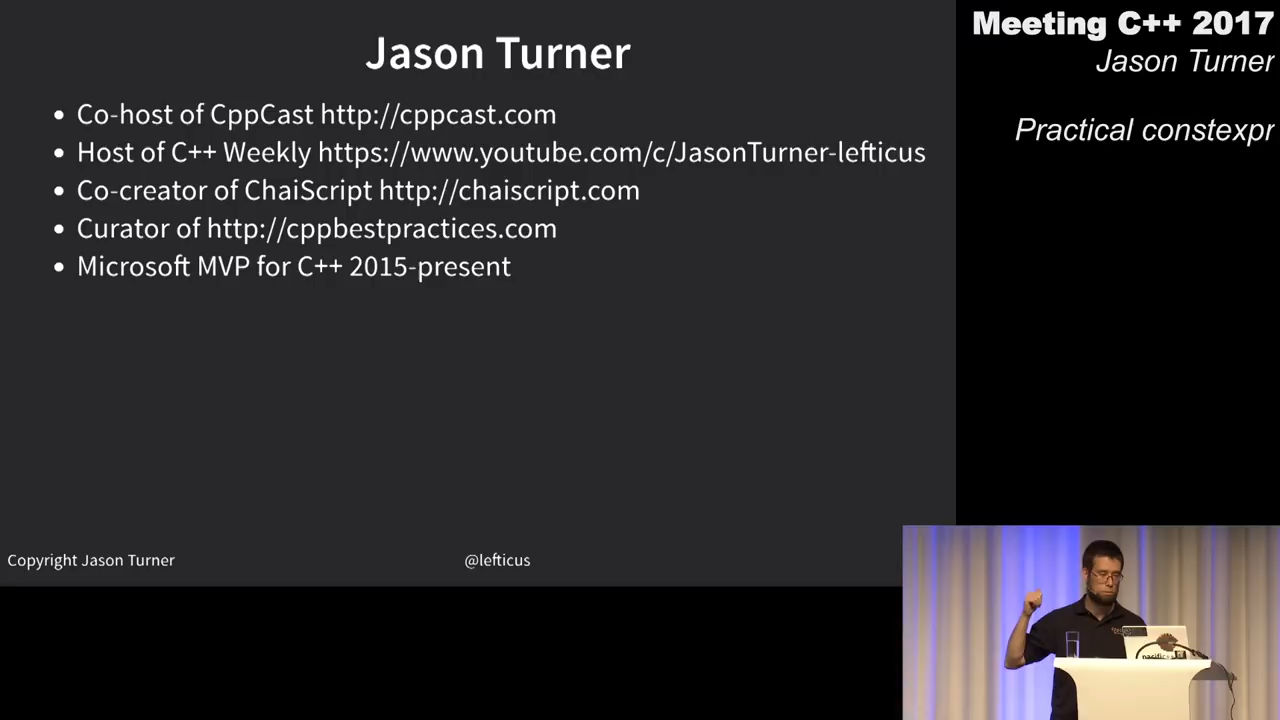 Jason Turner
Co-host of CppCast http://cppcast.com
Host of C++ Weekly https://www.youtube.com/c/JasonTurner-lefticus
Co-creator of ChaiScript http://chaiscript.com
Curator of http://cppbestpractices.com
Microsoft MVP for C++ 2015-present
Copyright Jason Turner
@lefticus
Meeting C++ 2017
Jason Turner
Practical constexpr